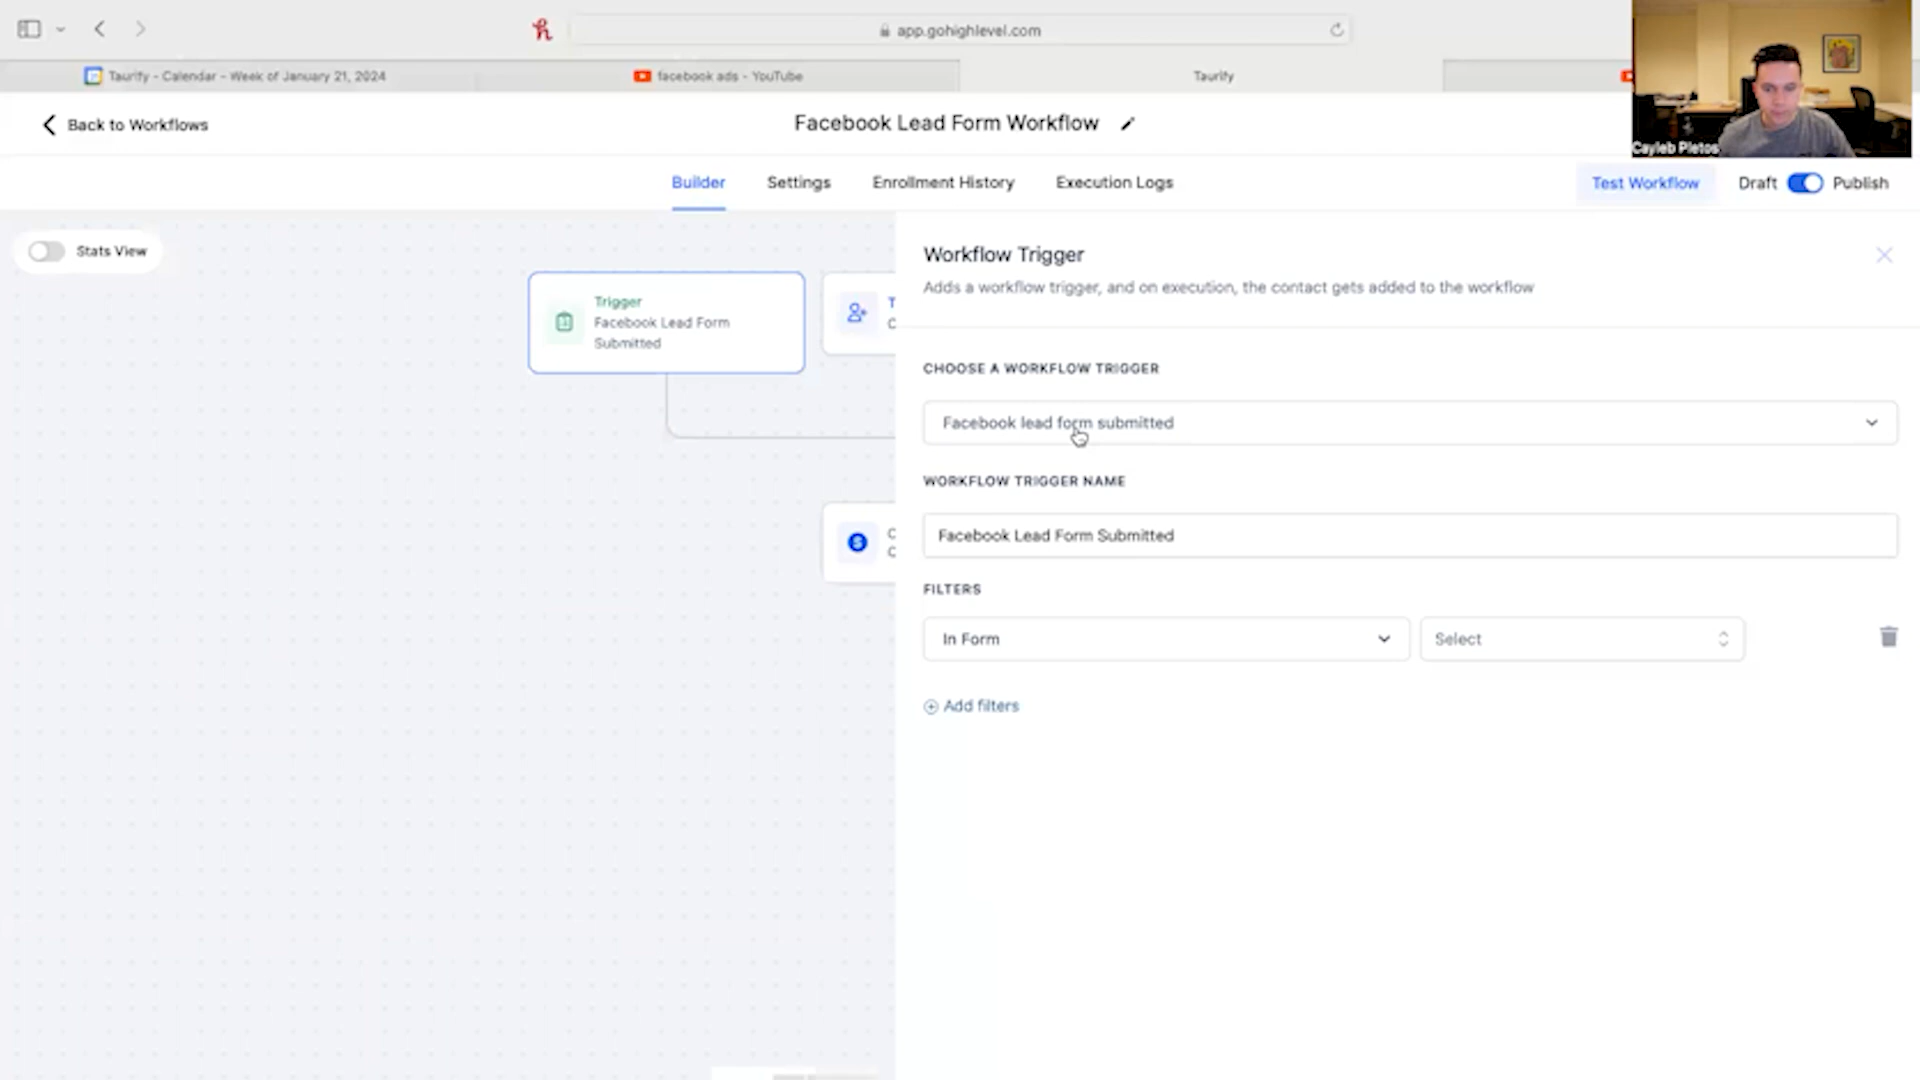 app.gohighlevel.com
Taurify - Calendar - Week of January 21, 2024
facebook ads - YouTube
Taurify
Cayleb Pletos
Back to Workflows
Facebook Lead Form Workflow
Builder
Settings
Enrollment History
Execution Logs
Test Workflow
Draft
Publish
Stats View
Trigger
Facebook Lead Form
Submitted
T
C
C
C
Workflow Trigger
Adds a workflow trigger, and on execution, the contact gets added to the workflow
CHOOSE A WORKFLOW TRIGGER
Facebook lead form submitted
WORKFLOW TRIGGER NAME
Facebook Lead Form Submitted
FILTERS
In Form
Select
Add filters